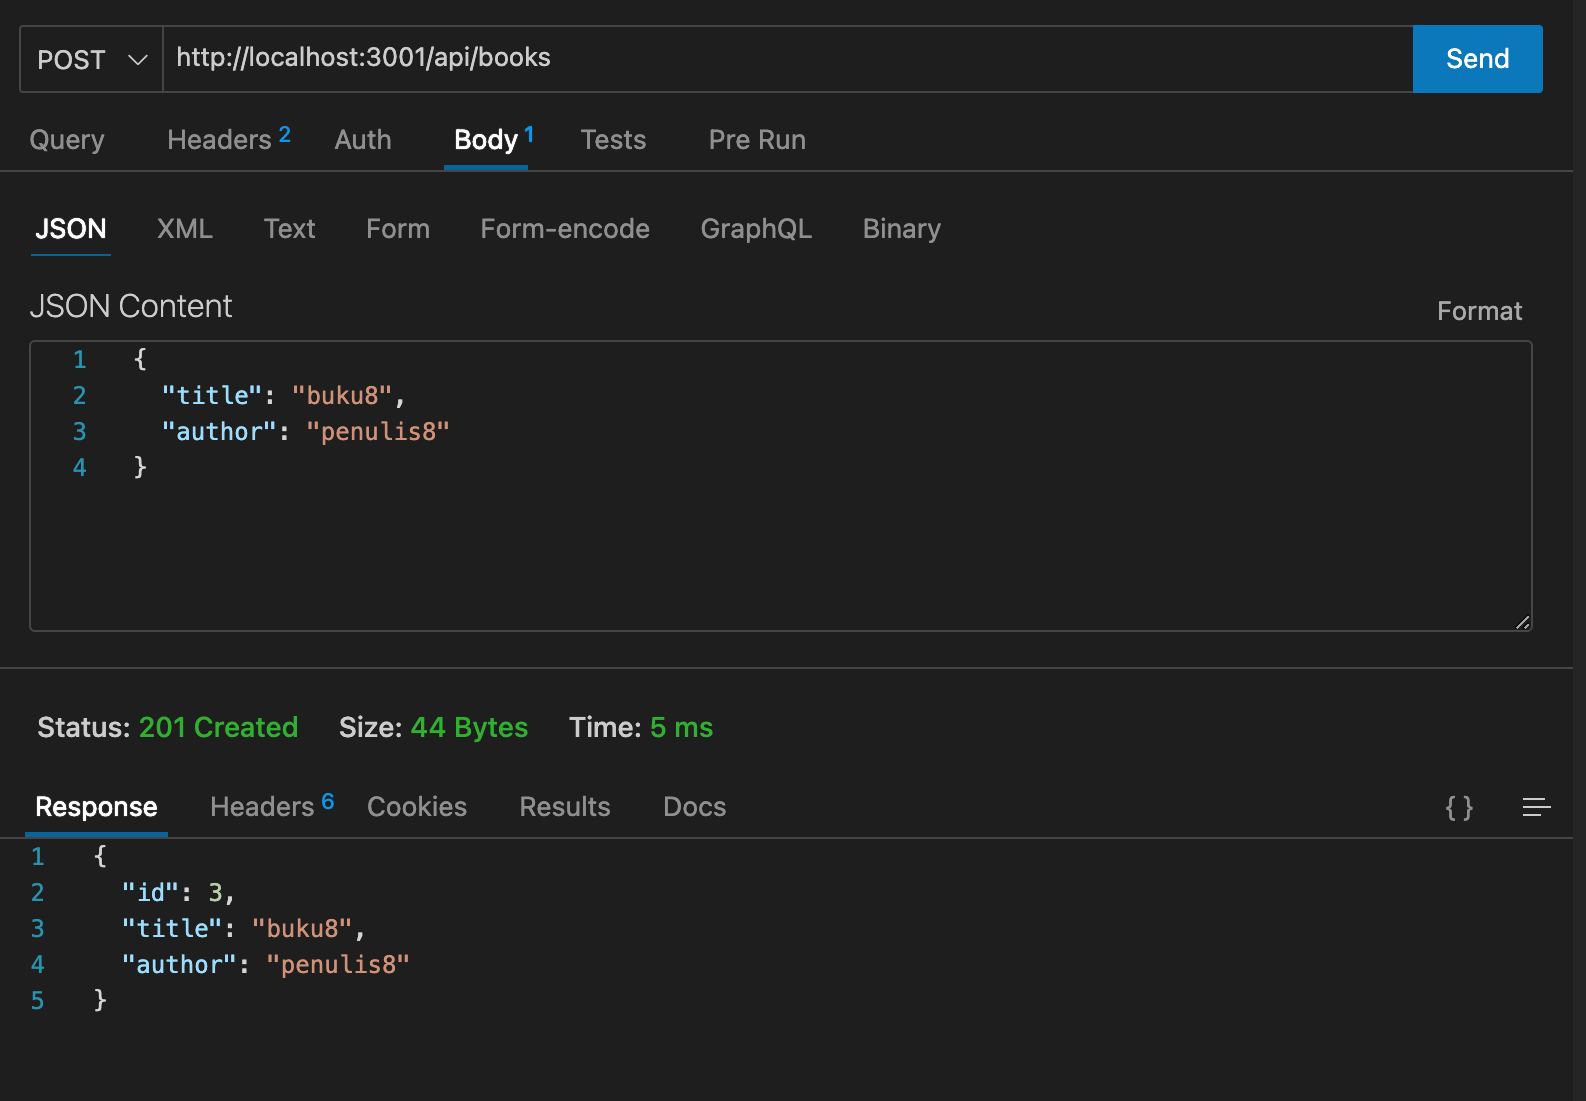 POST http://localhost:3001/api/books Send
Query Headers 2 Auth Body 1 Tests Pre Run
JSON XML Text Form Form-encode GraphQL Binary
JSON Content Format
1 {
2 "title": "buku8",
3 "author": "penulis8"
4 }
Status: 201 Created Size: 44 Bytes Time: 5 ms
Response Headers 6 Cookies Results Docs { }
1 {
2 "id": 3,
3 "title": "buku8",
4 "author": "penulis8"
5 }